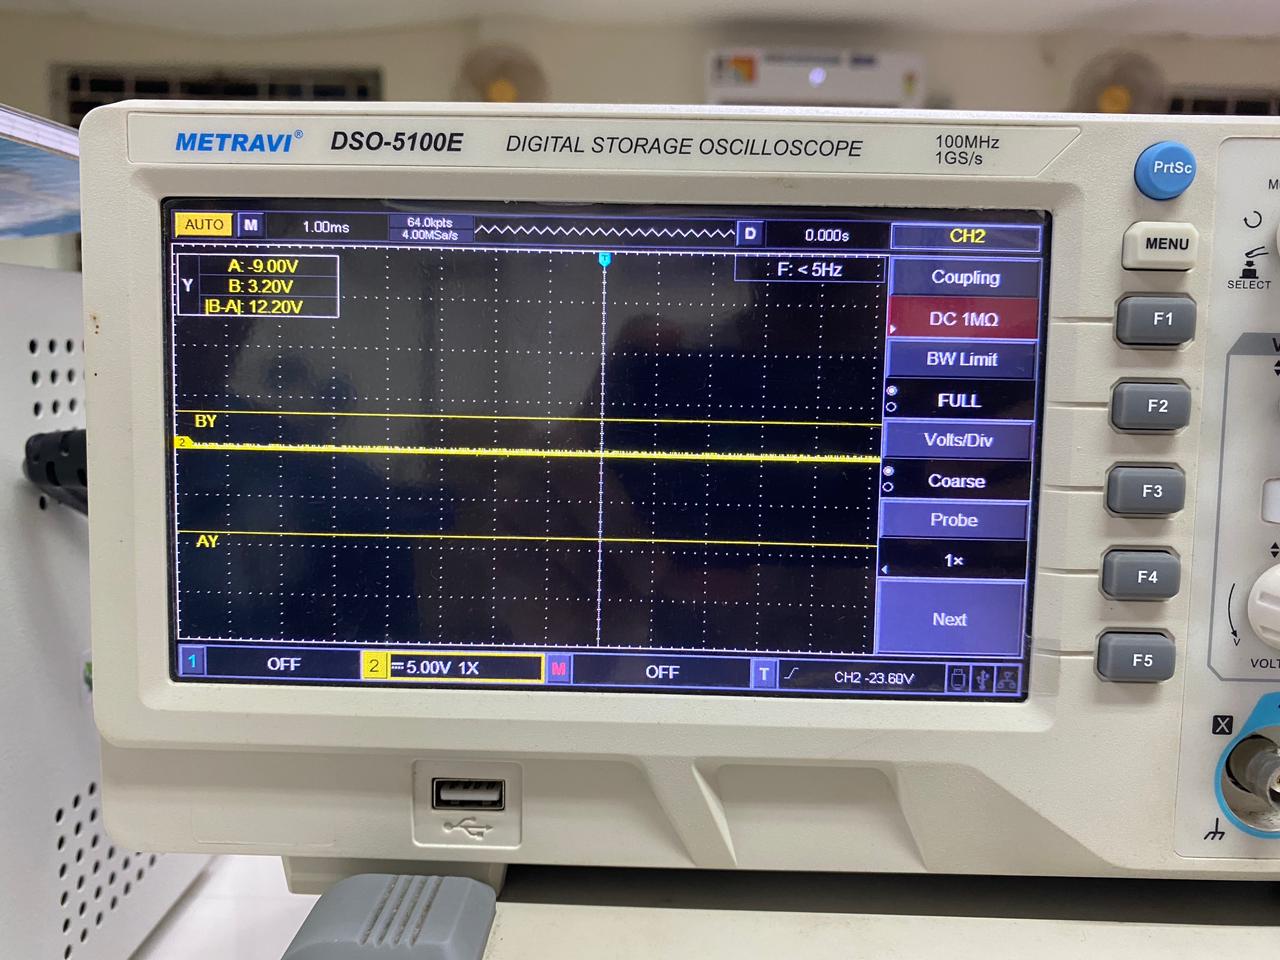 METRAVI® DSO-5100E DIGITAL STORAGE OSCILLOSCOPE 100MHz
1GS/s
PrtSc
AUTO M 1.00ms 64.0kpts
4.00MSa/s
D 0.000s CH2
MENU
SELECT
Y A: -9.00V
B: 3.20V
|B-A|: 12.20V
T
F: < 5Hz
Coupling
DC 1MΩ
F1
BW Limit
FULL
F2
BY
2
Volts/Div
Coarse
F3
Probe
AY
1×
F4
Next
F5
1 OFF 2 5.00V 1X M OFF T CH2 -23.60V
V
X